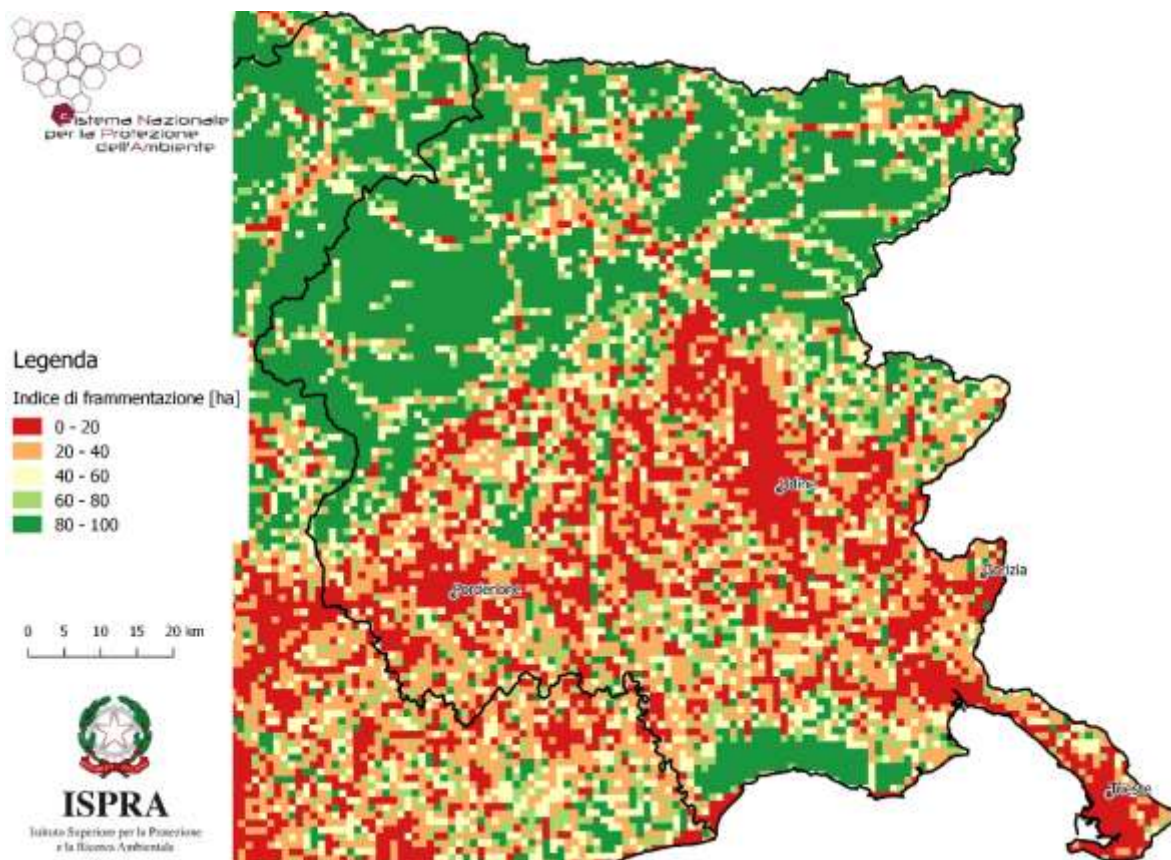 Sistema Nazionale
per la Protezione
dell'Ambiente
Legenda
Indice di frammentazione [ha]
0 - 20
20 - 40
40 - 60
60 - 80
80 - 100
0 5 10 15 20 km
ISPRA
Istituto Superiore per la Protezione
e la Ricerca Ambientale
Udine
Pordenone
Gorizia
Trieste